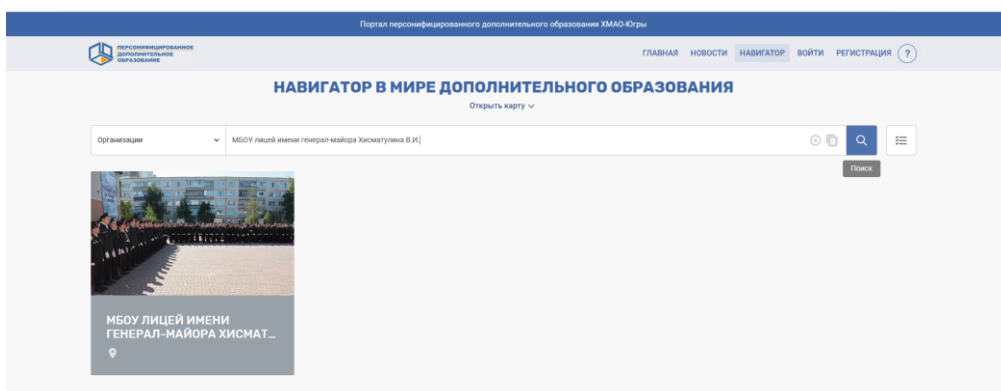 Портал персонифицированного дополнительного образования ХМАО-Югры
ПЕРСОНИФИЦИРОВАННОЕ
ДОПОЛНИТЕЛЬНОЕ
ОБРАЗОВАНИЕ
ГЛАВНАЯ НОВОСТИ НАВИГАТОР ВОЙТИ РЕГИСТРАЦИЯ ?
НАВИГАТОР В МИРЕ ДОПОЛНИТЕЛЬНОГО ОБРАЗОВАНИЯ
Открыть карту
Организации МБОУ лицей имени генерал-майора Хисматулина В.И.
Поиск
МБОУ ЛИЦЕЙ ИМЕНИ
ГЕНЕРАЛ-МАЙОРА ХИСМАТ...